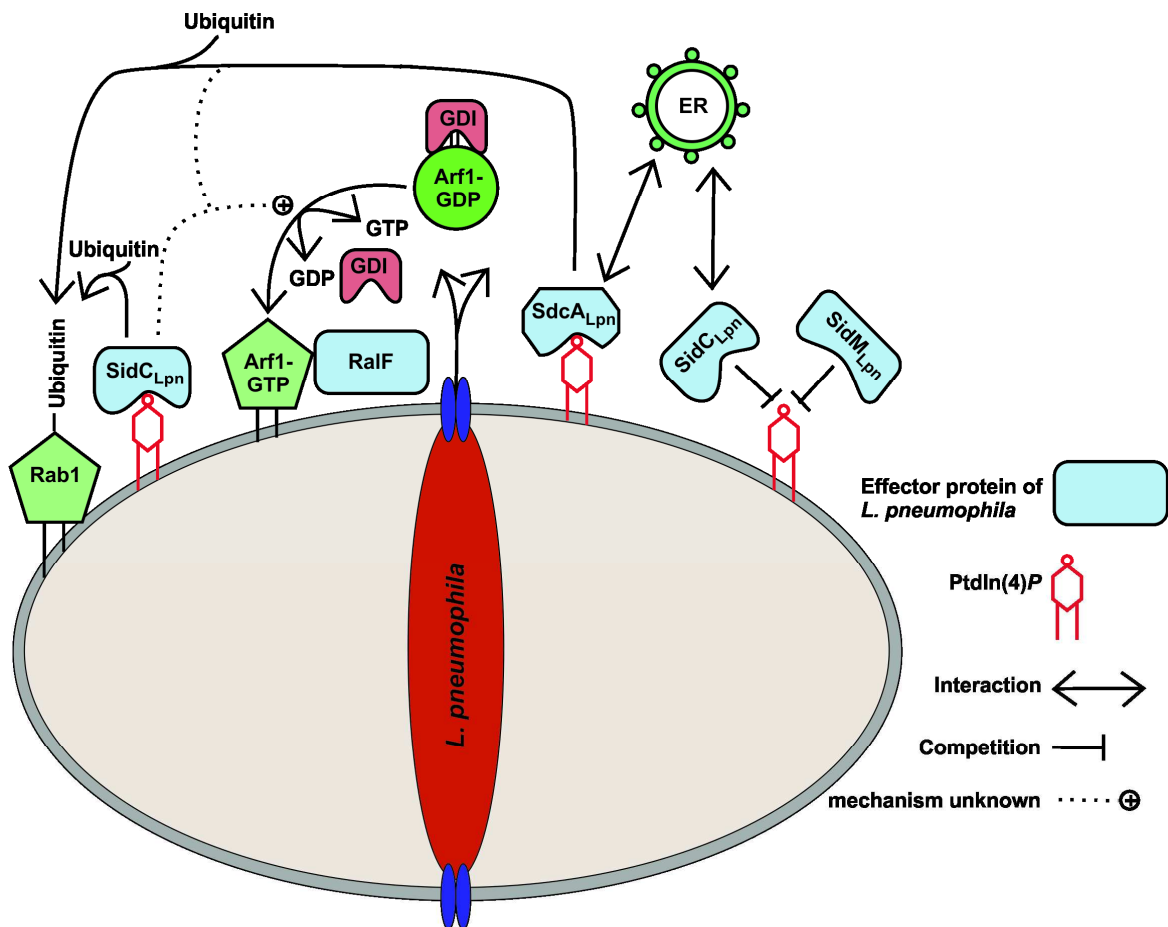 Ubiquitin
GDI
Arf1-
GDP
ER
GTP
Ubiquitin
GDP
GDI
Ubiquitin
SidCLpn
Arf1-
GTP
RalF
SdcALpn
SidCLpn
SidMLpn
Rab1
L. pneumophila
Effector protein of
L. pneumophila
PtdIn(4)P
Interaction
Competition
mechanism unknown